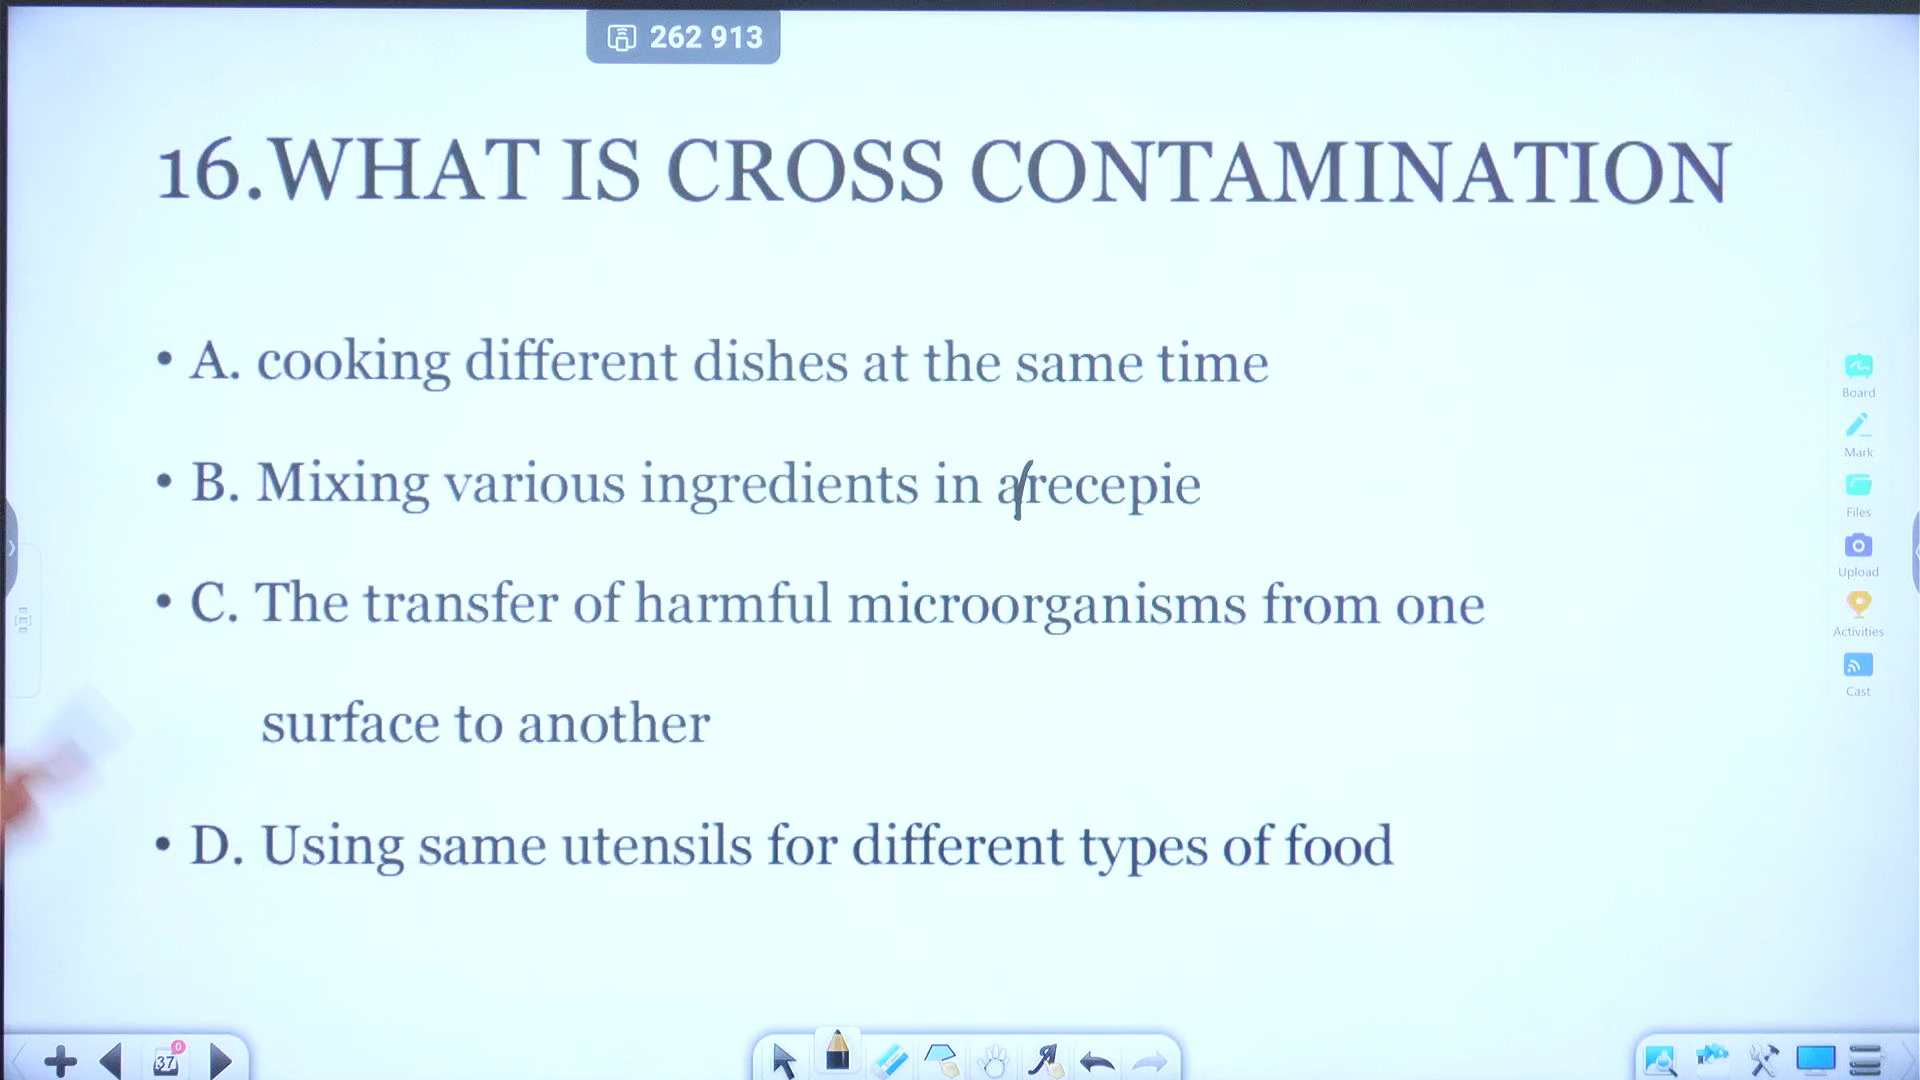 262 913
16.WHAT IS CROSS CONTAMINATION
• A. cooking different dishes at the same time
• B. Mixing various ingredients in a recepie
• C. The transfer of harmful microorganisms from one
surface to another
• D. Using same utensils for different types of food
Board
Mark
Files
Upload
Activities
Cast
0
37